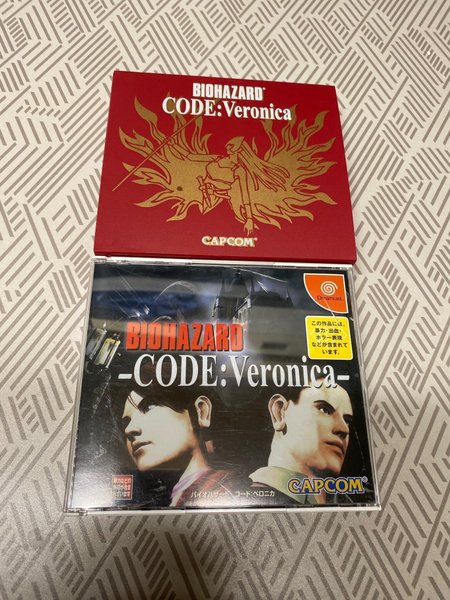 BIOHAZARD
CODE:Veronica
CAPCOM
Dreamcast
この作品には、
暴力・出血・
ホラー表現
などが含まれて
います。
BIOHAZARD
-CODE:Veronica-
CAPCOM
バイオハザード コード:ベロニカ